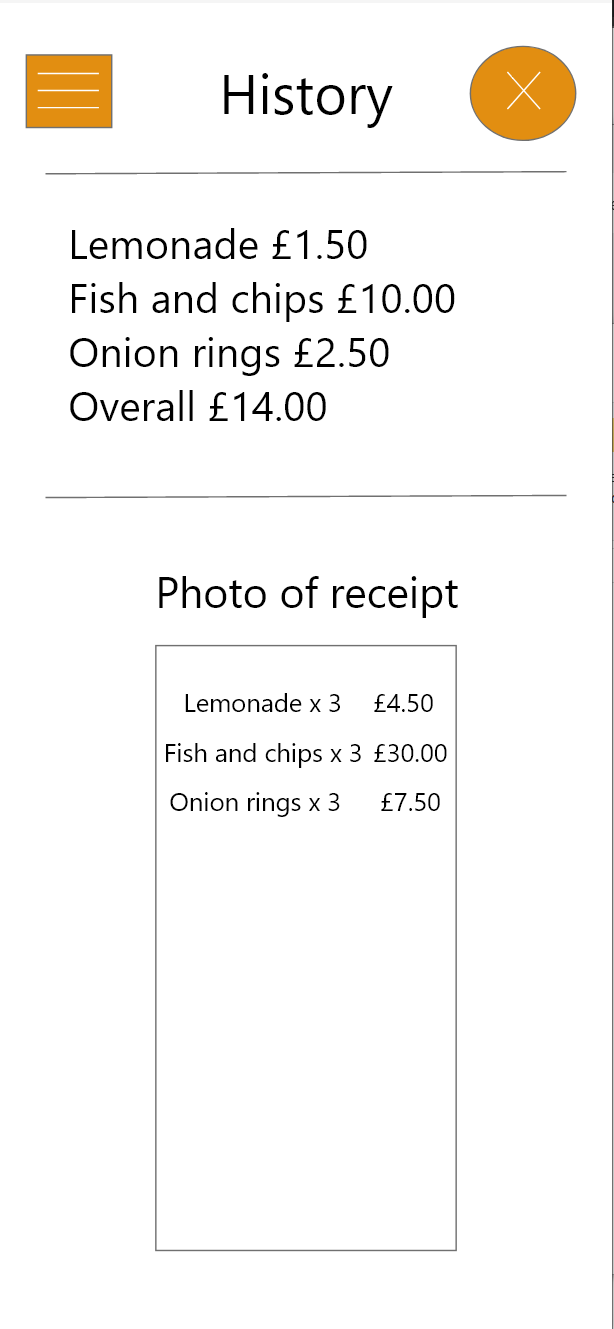 History
Lemonade £1.50
Fish and chips £10.00
Onion rings £2.50
Overall £14.00
Photo of receipt
Lemonade x 3 £4.50
Fish and chips x 3 £30.00
Onion rings x 3 £7.50